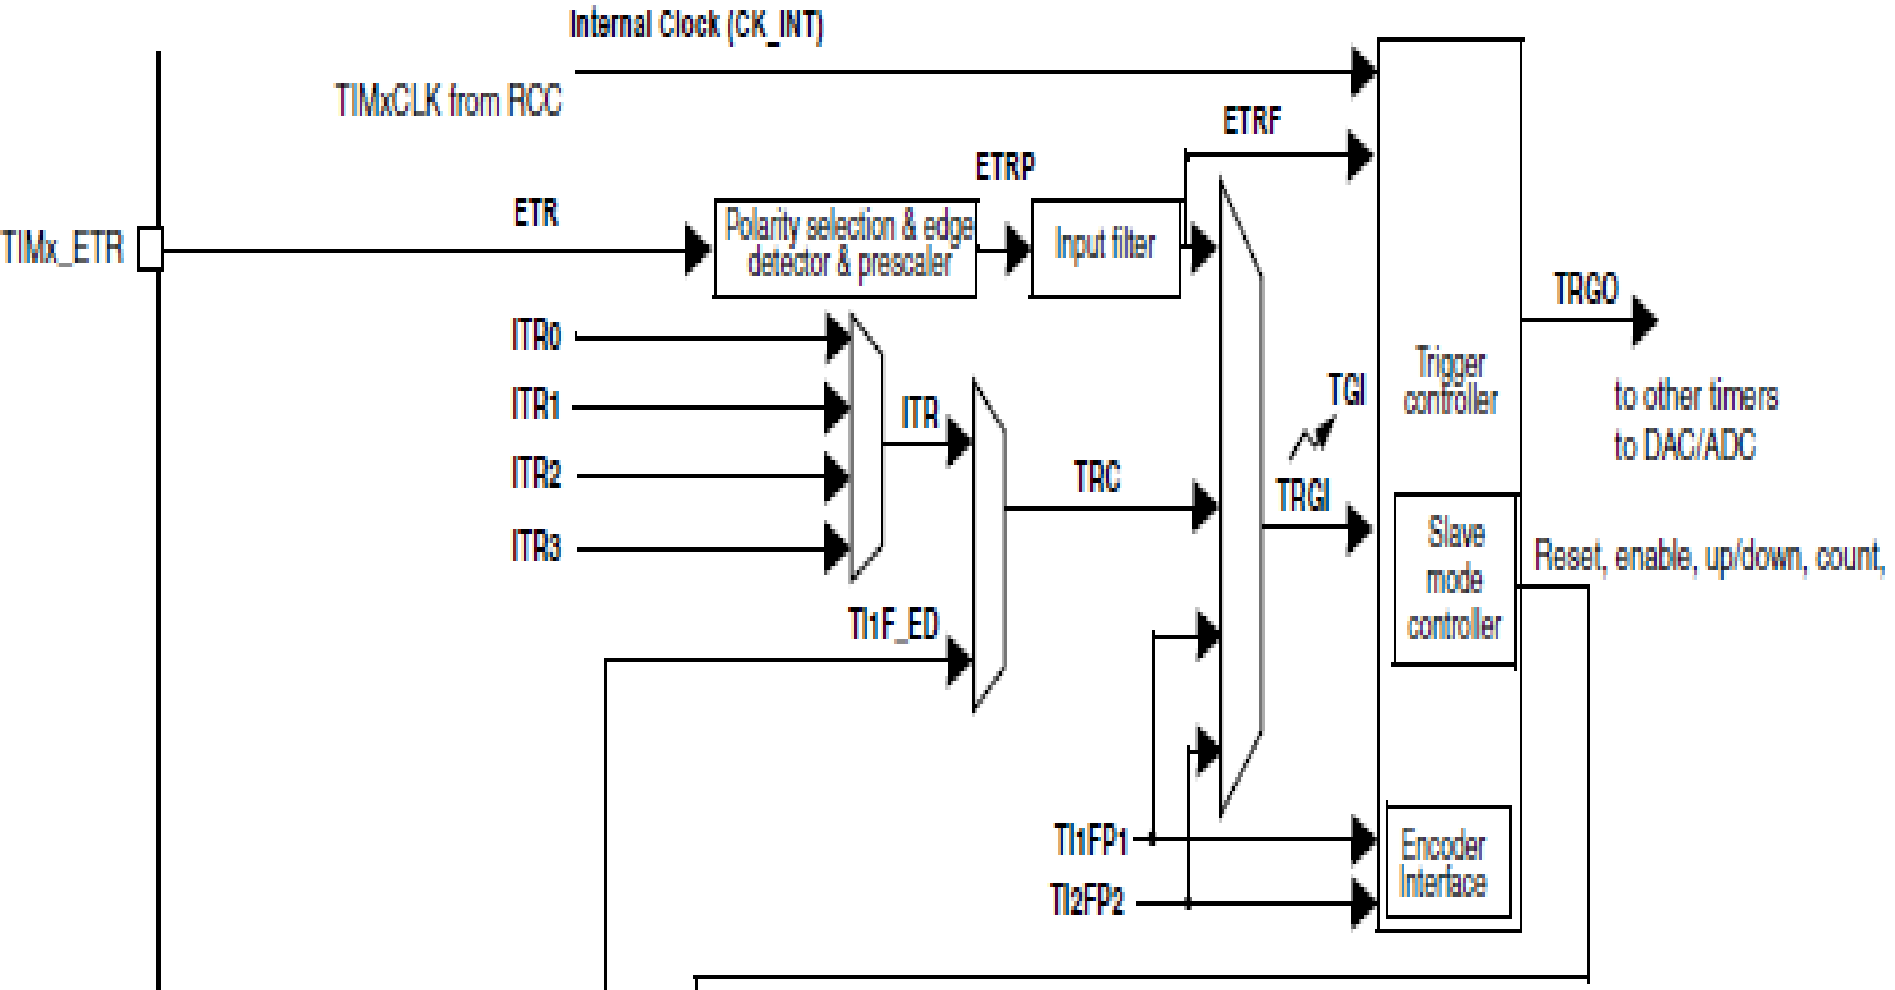 Internal Clock (CK_INT)
TIMxCLK from RCC
ETRF
ETRP
ETR
TIMx_ETR
Polarity selection & edge
detector & prescaler
Input filter
TRGO
ITR0
ITR1
ITR2
ITR3
ITR
TRC
TGI
TRGI
Trigger
controller
to other timers
to DAC/ADC
Slave
mode
controller
Reset, enable, up/down, count,
TI1F_ED
TI1FP1
TI2FP2
Encoder
Interface